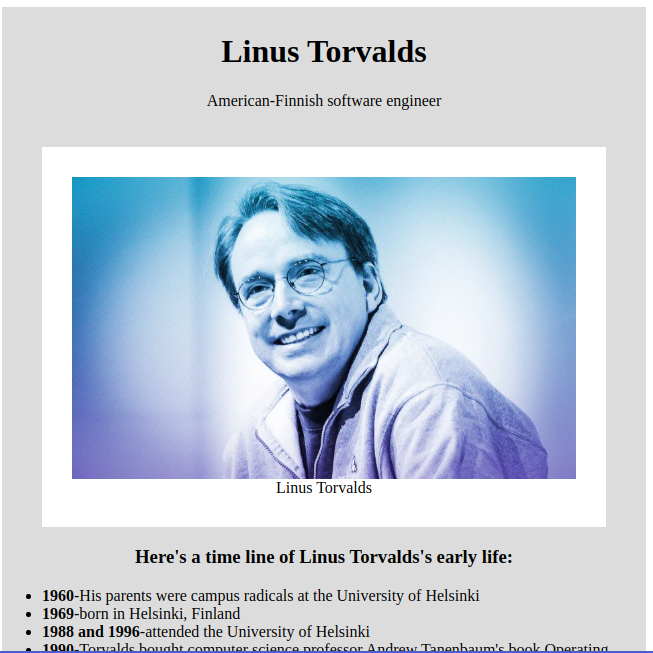 Linus Torvalds
American-Finnish software engineer
Linus Torvalds
Here's a time line of Linus Torvalds's early life:
1960-His parents were campus radicals at the University of Helsinki
1969-born in Helsinki, Finland
1988 and 1996-attended the University of Helsinki
1990-Torvalds bought computer science professor Andrew Tanenbaum's book Operating